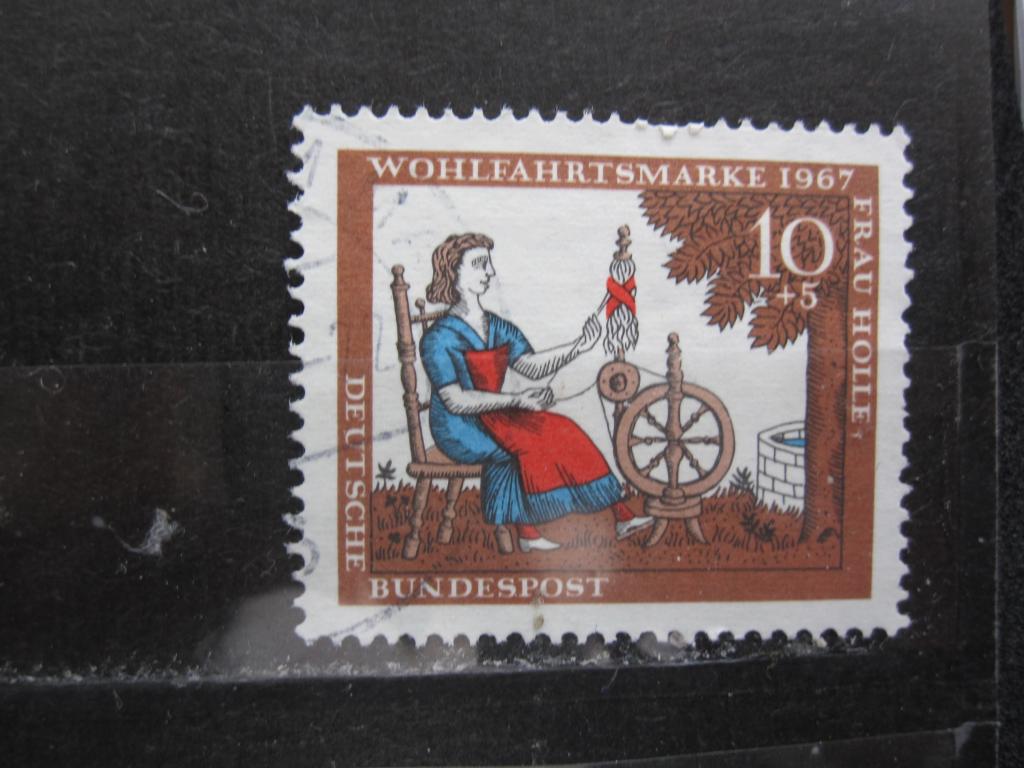 WOHLFAHRTSMARKE 1967
FRAU HOLLE
10
+5
DEUTSCHE
BUNDESPOST